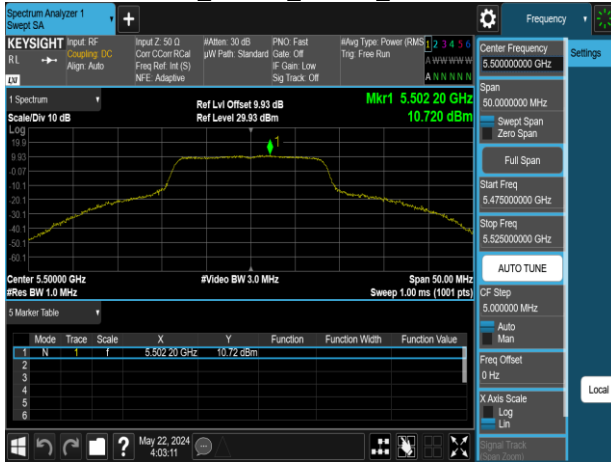 Spectrum Analyzer 1
Swept SA
+
Frequency
KEYSIGHT
RL
LXI
Input: RF
Coupling: DC
Align: Auto
Input Z: 50 Ω
Corr CCorr RCal
Freq Ref: Int (S)
NFE: Adaptive
#Atten: 30 dB
µW Path: Standard
PNO: Fast
Gate: Off
IF Gain: Low
Sig Track: Off
#Avg Type: Power (RMS
Trig: Free Run
1 2 3 4 5 6
A W W W W W
A N N N N N
1 Spectrum
Scale/Div 10 dB
Ref Lvl Offset 9.93 dB
Ref Level 29.93 dBm
Mkr1 5.502 20 GHz
10.720 dBm
Log
19.9
9.93
-0.07
-10.1
-20.1
-30.1
-40.1
-50.1
-60.1
1
Center 5.50000 GHz
#Res BW 1.0 MHz
#Video BW 3.0 MHz
Span 50.00 MHz
Sweep 1.00 ms (1001 pts)
5 Marker Table
Mode Trace Scale X Y Function Function Width Function Value
1 N 1 f 5.502 20 GHz 10.72 dBm
2
3
4
5
6
Center Frequency
5.500000000 GHz
Settings
Span
50.0000000 MHz
Swept Span
Zero Span
Full Span
Start Freq
5.475000000 GHz
Stop Freq
5.525000000 GHz
AUTO TUNE
CF Step
5.000000 MHz
Auto
Man
Freq Offset
0 Hz
X Axis Scale
Log
Lin
Signal Track
(Span Zoom)
Local
?
May 22, 2024
4:03:11